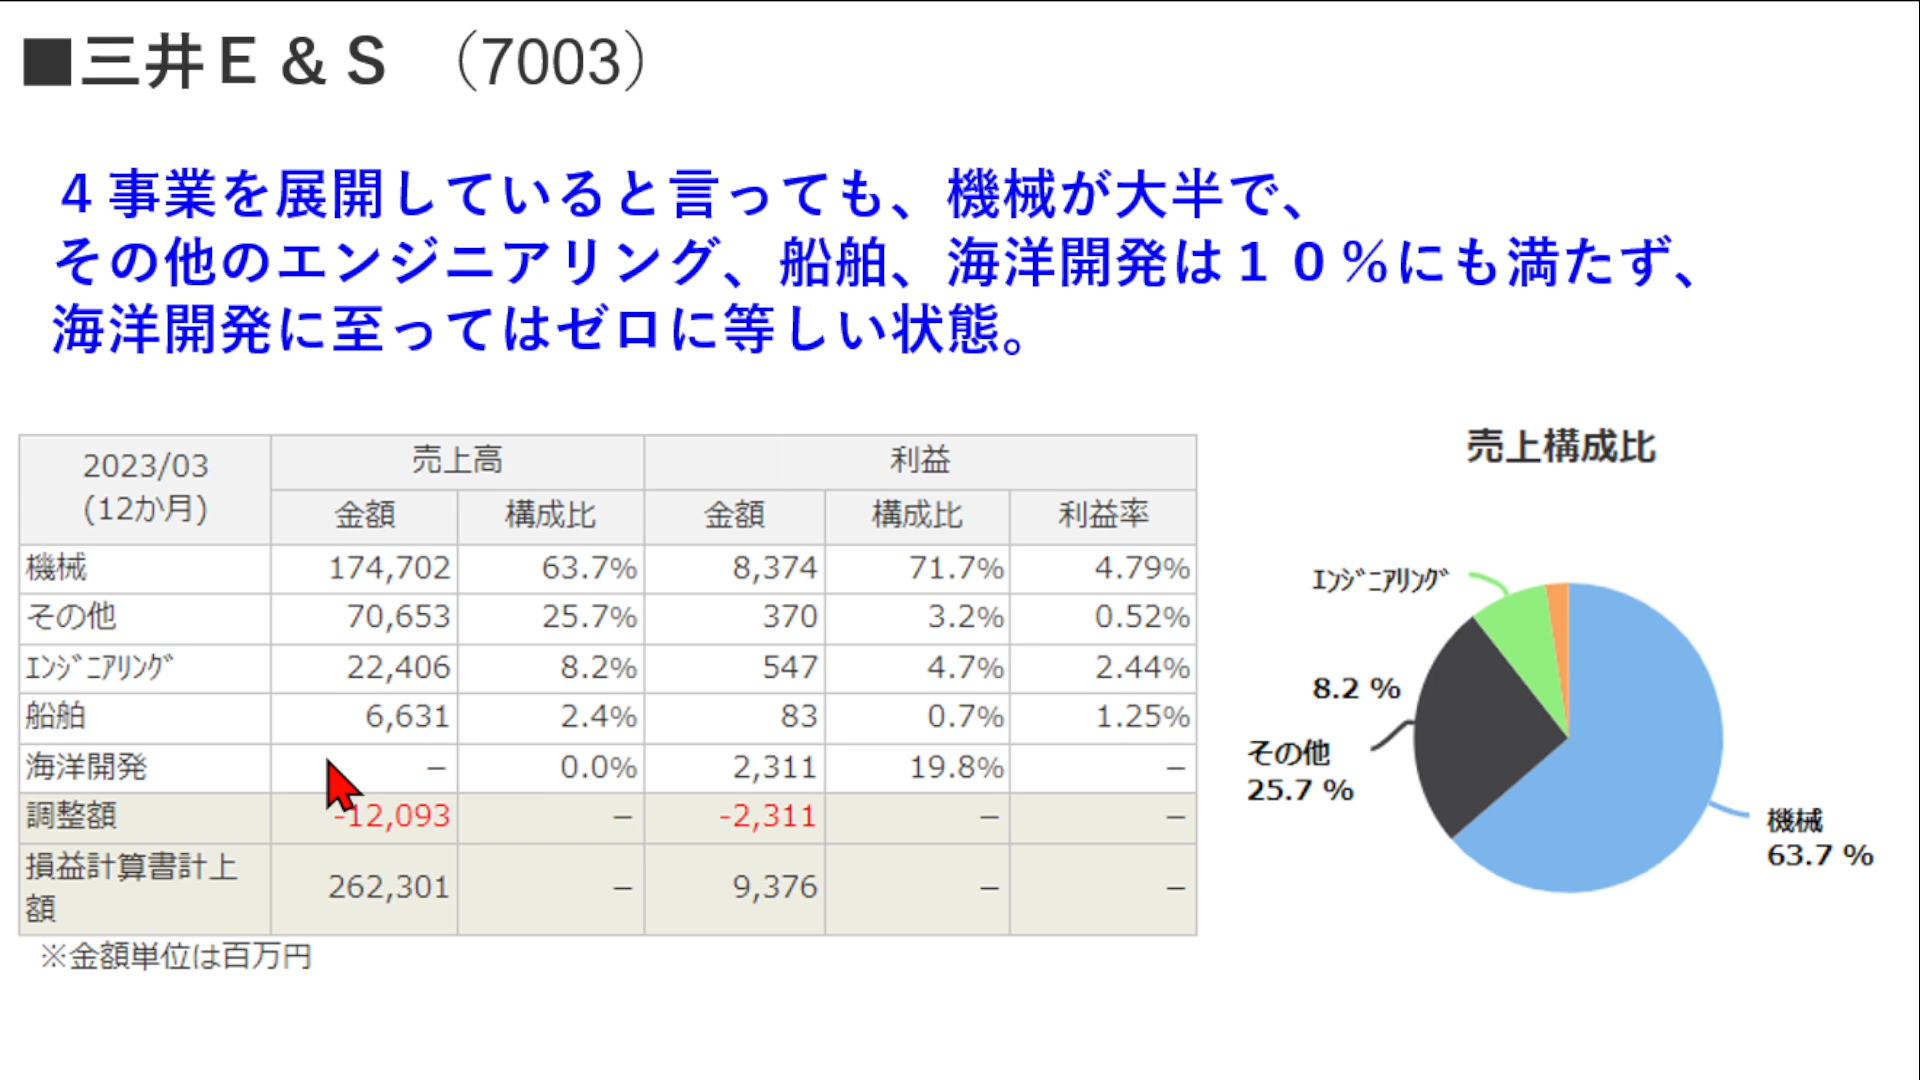 ■三井Ｅ＆Ｓ （7003）
４事業を展開していると言っても、機械が大半で、
その他のエンジニアリング、船舶、海洋開発は１０％にも満たず、
海洋開発に至ってはゼロに等しい状態。
2023/03
(12か月) 売上高 利益
金額 構成比 金額 構成比 利益率
機械 174,702 63.7% 8,374 71.7% 4.79%
その他 70,653 25.7% 370 3.2% 0.52%
ｴﾝｼﾞﾆｱﾘﾝｸﾞ 22,406 8.2% 547 4.7% 2.44%
船舶 6,631 2.4% 83 0.7% 1.25%
海洋開発 – 0.0% 2,311 19.8% –
調整額 -12,093 – -2,311 – –
損益計算書計上
額 262,301 – 9,376 – –
※金額単位は百万円
売上構成比
ｴﾝｼﾞﾆｱﾘﾝｸﾞ
8.2 %
その他
25.7 %
機械
63.7 %